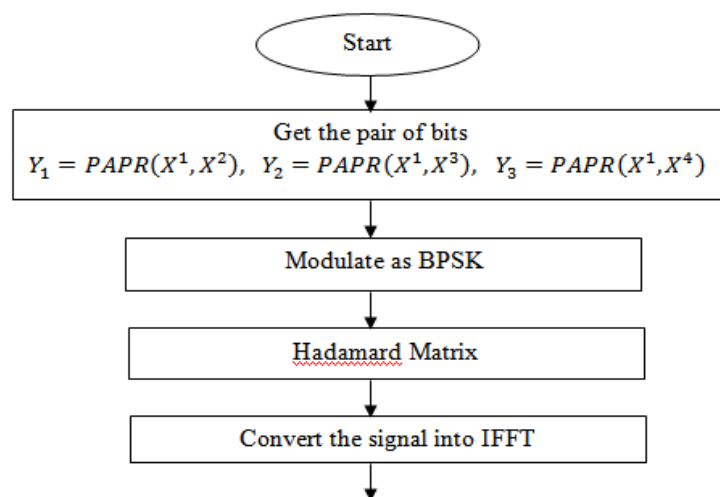 Start
Get the pair of bits
Y₁ = PAPR(X¹, X²), Y₂ = PAPR(X¹, X³), Y₃ = PAPR(X¹, X⁴)
Modulate as BPSK
Hadamard Matrix
Convert the signal into IFFT